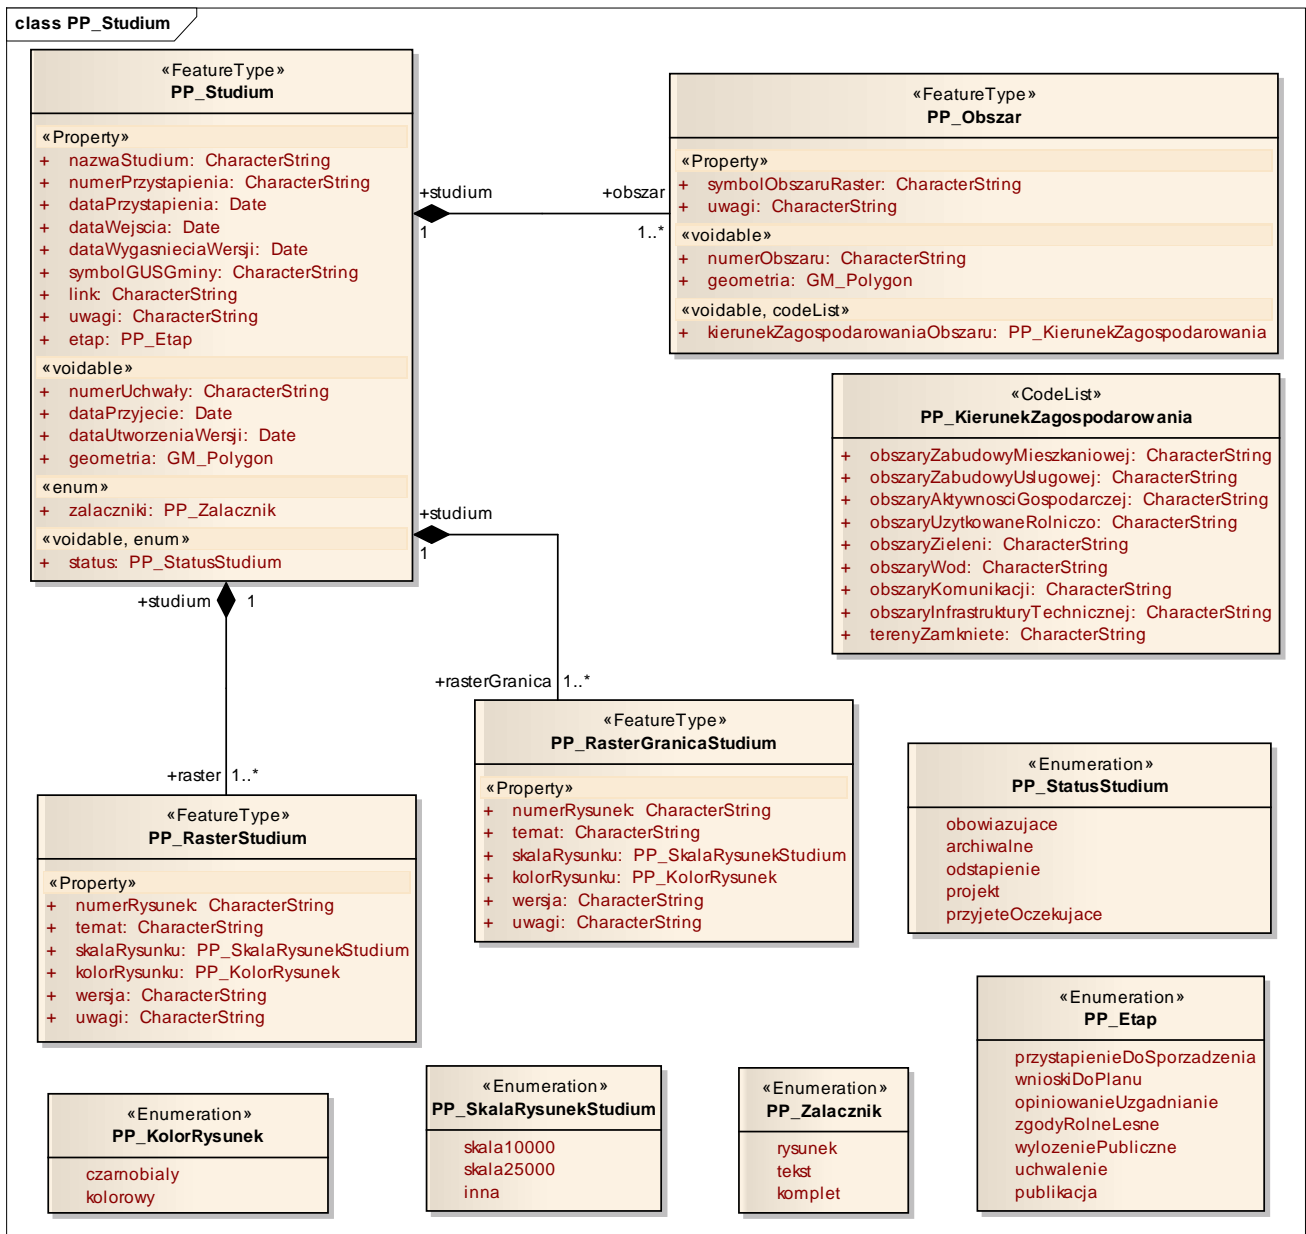 class PP_Studium
«FeatureType»
PP_Studium
«Property»
+ nazwaStudium: CharacterString
+ numerPrzystapienia: CharacterString
+ dataPrzystapienia: Date
+ dataWejscia: Date
+ dataWygasnieciaWersji: Date
+ symbolGUSGminy: CharacterString
+ link: CharacterString
+ uwagi: CharacterString
+ etap: PP_Etap
«voidable»
+ numerUchwały: CharacterString
+ dataPrzyjecie: Date
+ dataUtworzeniaWersji: Date
+ geometria: GM_Polygon
«enum»
+ zalaczniki: PP_Zalacznik
«voidable, enum»
+ status: PP_StatusStudium
+studium
1
+obszar
1..*
«FeatureType»
PP_Obszar
«Property»
+ symbolObszaruRaster: CharacterString
+ uwagi: CharacterString
«voidable»
+ numerObszaru: CharacterString
+ geometria: GM_Polygon
«voidable, codeList»
+ kierunekZagospodarowaniaObszaru: PP_KierunekZagospodarowania
«CodeList»
PP_KierunekZagospodarowania
+ obszaryZabudowyMieszkaniowej: CharacterString
+ obszaryZabudowyUslugowej: CharacterString
+ obszaryAktywnosciGospodarczej: CharacterString
+ obszaryUzytkowaneRolniczo: CharacterString
+ obszaryZieleni: CharacterString
+ obszaryWod: CharacterString
+ obszaryKomunikacji: CharacterString
+ obszaryInfrastrukturyTechnicznej: CharacterString
+ terenyZamkniete: CharacterString
+studium
1
+rasterGranica 1..*
+studium 1
+raster 1..*
«FeatureType»
PP_RasterGranicaStudium
«Property»
+ numerRysunek: CharacterString
+ temat: CharacterString
+ skalaRysunku: PP_SkalaRysunekStudium
+ kolorRysunku: PP_KolorRysunek
+ wersja: CharacterString
+ uwagi: CharacterString
«FeatureType»
PP_RasterStudium
«Property»
+ numerRysunek: CharacterString
+ temat: CharacterString
+ skalaRysunku: PP_SkalaRysunekStudium
+ kolorRysunku: PP_KolorRysunek
+ wersja: CharacterString
+ uwagi: CharacterString
«Enumeration»
PP_StatusStudium
obowiazujace
archiwalne
odstapienie
projekt
przyjeteOczekujace
«Enumeration»
PP_Etap
przystapienieDoSporzadzenia
wnioskiDoPlanu
opiniowanieUzgadnianie
zgodyRolneLesne
wylozeniePubliczne
uchwalenie
publikacja
«Enumeration»
PP_KolorRysunek
czarnobialy
kolorowy
«Enumeration»
PP_SkalaRysunekStudium
skala10000
skala25000
inna
«Enumeration»
PP_Zalacznik
rysunek
tekst
komplet